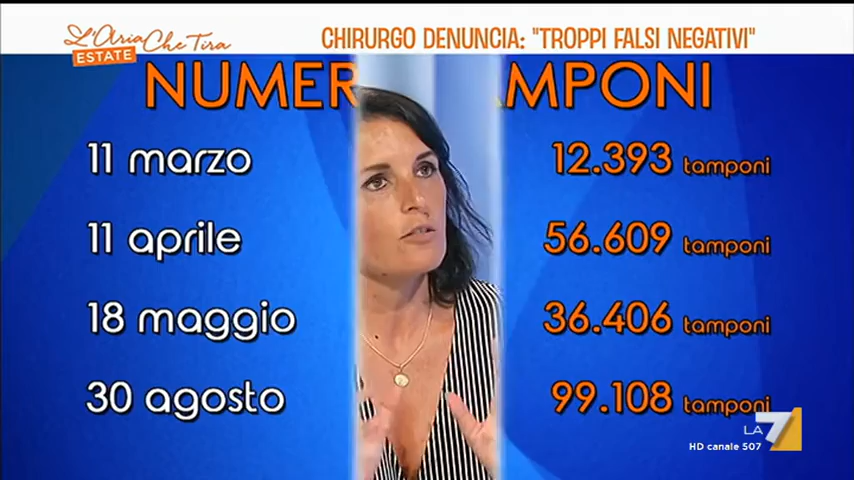 L'Aria Che Tira
ESTATE
CHIRURGO DENUNCIA: "TROPPI FALSI NEGATIVI"
NUMER AMPONI
11 marzo 12.393 tamponi
11 aprile 56.609 tamponi
18 maggio 36.406 tamponi
30 agosto 99.108 tamponi
LA 7
HD canale 507